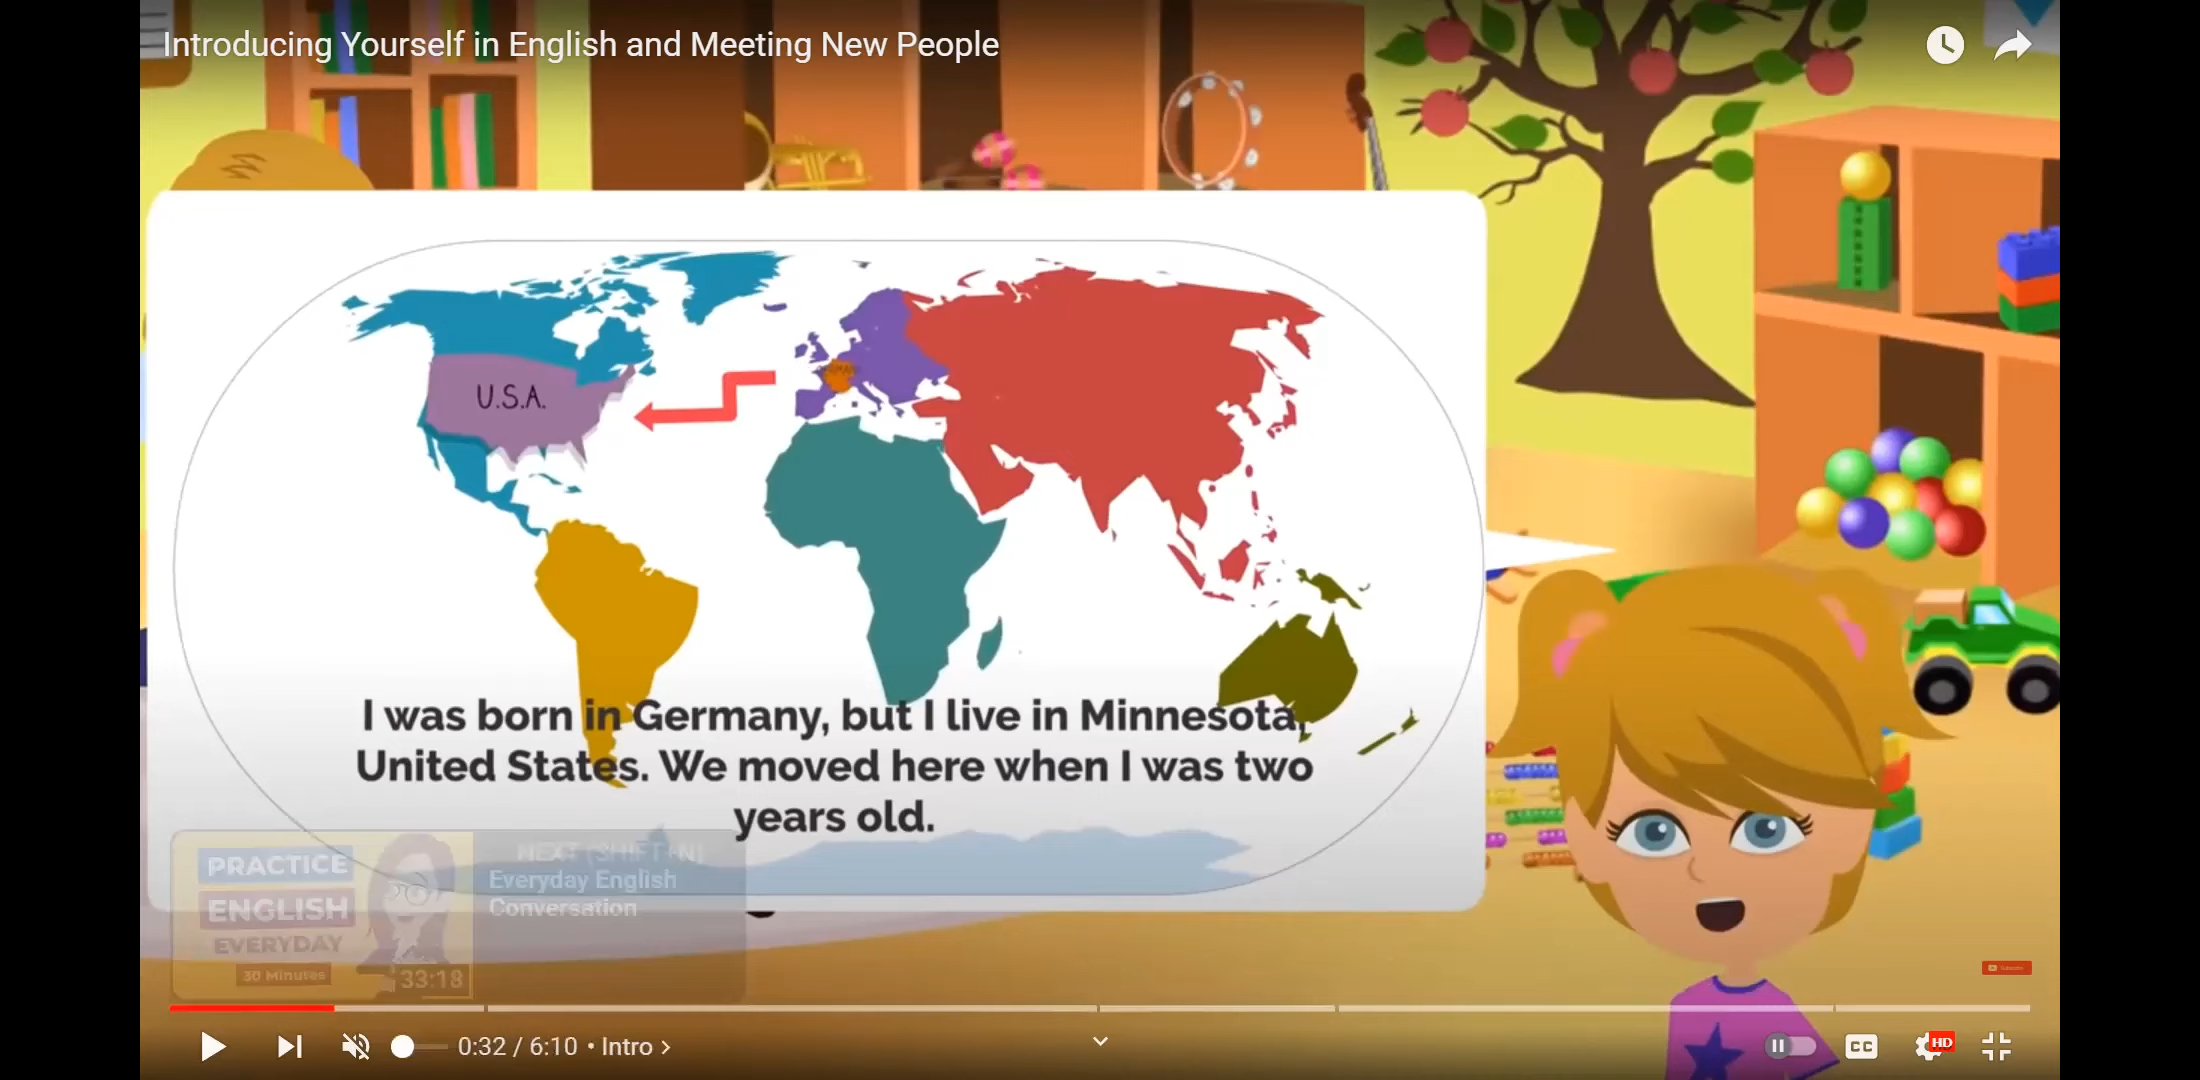 Introducing Yourself in English and Meeting New People
U.S.A.
I was born in Germany, but I live in Minnesota,
United States. We moved here when I was two
years old.
PRACTICE
ENGLISH
EVERYDAY
30 Minutes
33:18
NEXT (SHIFT+N)
Everyday English
Conversation
0:32 / 6:10 • Intro
CC
HD